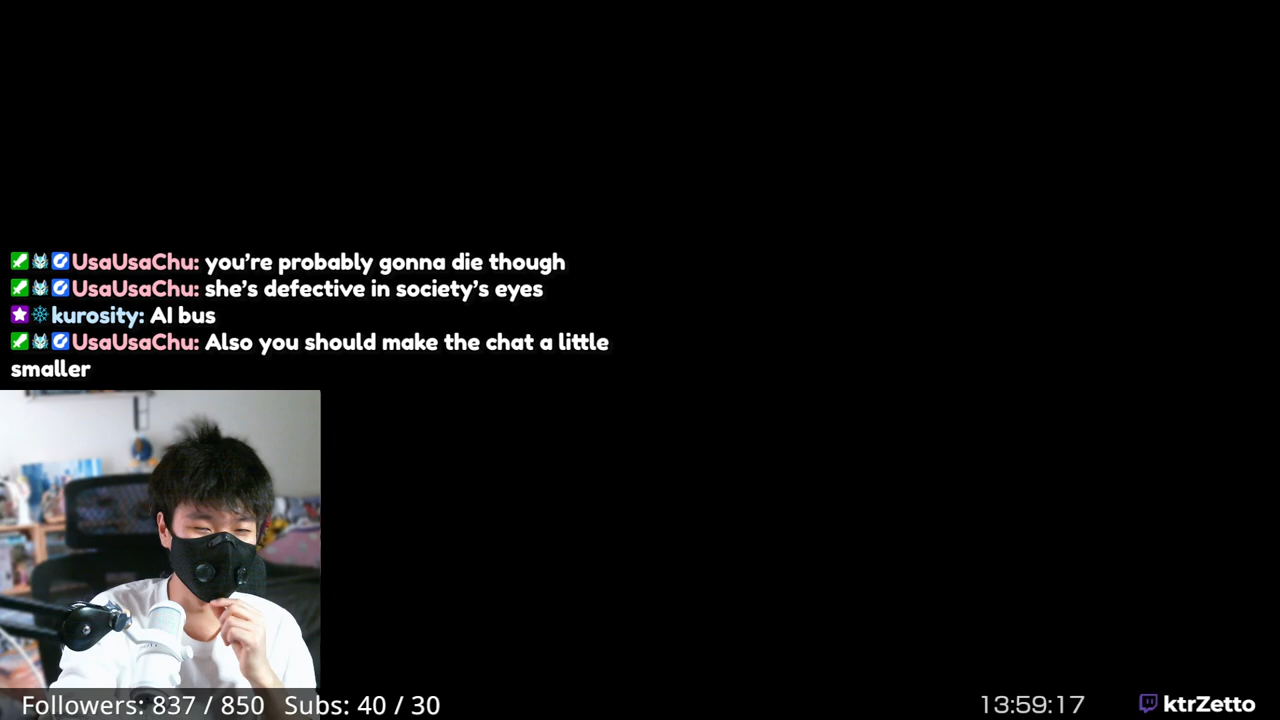 UsaUsaChu: you’re probably gonna die though
UsaUsaChu: she’s defective in society’s eyes
kurosity: AI bus
UsaUsaChu: Also you should make the chat a little
smaller
Followers: 837 / 850 Subs: 40 / 30
13:59:17
ktrZetto